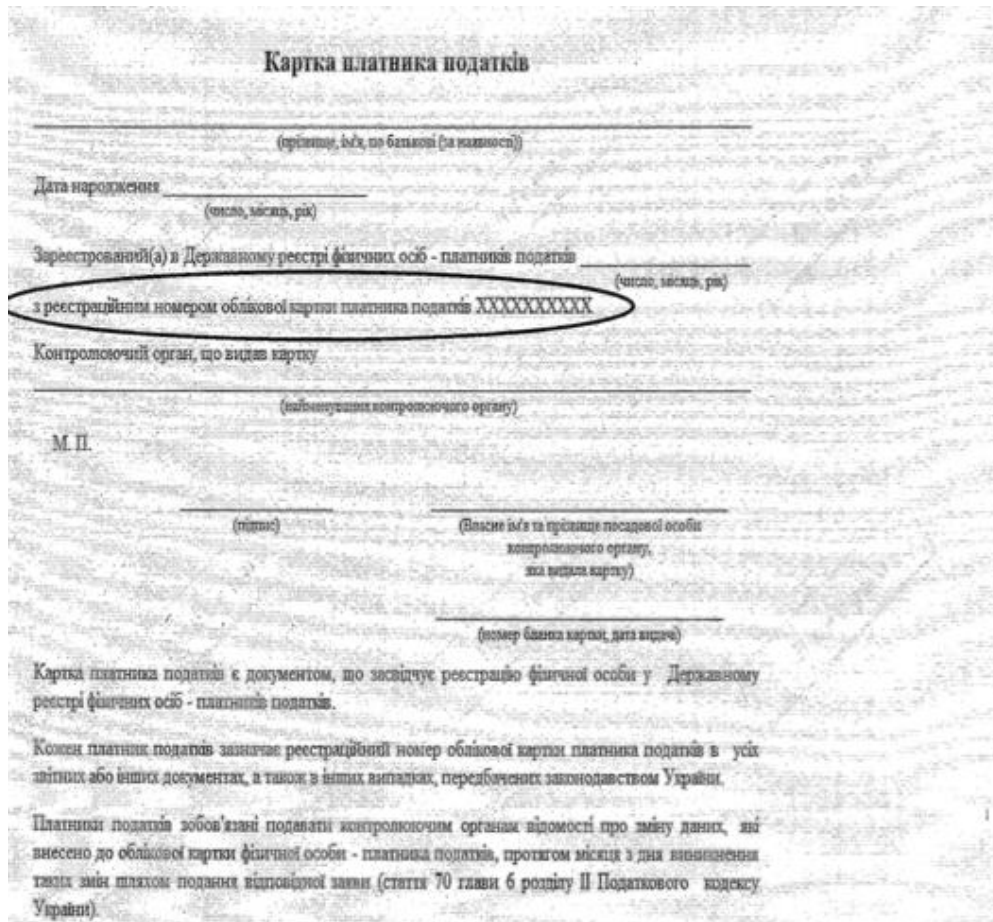 Картка платника податків
(прізвище, ім'я, по батькові (за наявності))
Дата народження
(число, місяць, рік)
Зареєстрований(а) в Державному реєстрі фізичних осіб - платників податків
(число, місяць, рік)
з реєстраційним номером облікової картки платника податків XXXXXXXXXX
Контролюючий орган, що видав картку
(найменування контролюючого органу)
М. П.
(підпис)
(Власне ім'я та прізвище посадової особи
контролюючого органу,
яка видала картку)
(номер бланка картки, дата видачі)
Картка платника податків є документом, що засвідчує реєстрацію фізичної особи у Державному
реєстрі фізичних осіб - платників податків.
Кожен платник податків зазначає реєстраційний номер облікової картки платника податків в усіх
звітних або інших документах, а також в інших випадках, передбачених законодавством України.
Платники податків зобов'язані подавати контролюючим органам відомості про зміну даних, які
внесено до облікової картки фізичної особи - платника податків, протягом місяця з дня виникнення
таких змін шляхом подання відповідної заяви (стаття 70 глави 6 розділу II Податкового кодексу
України).